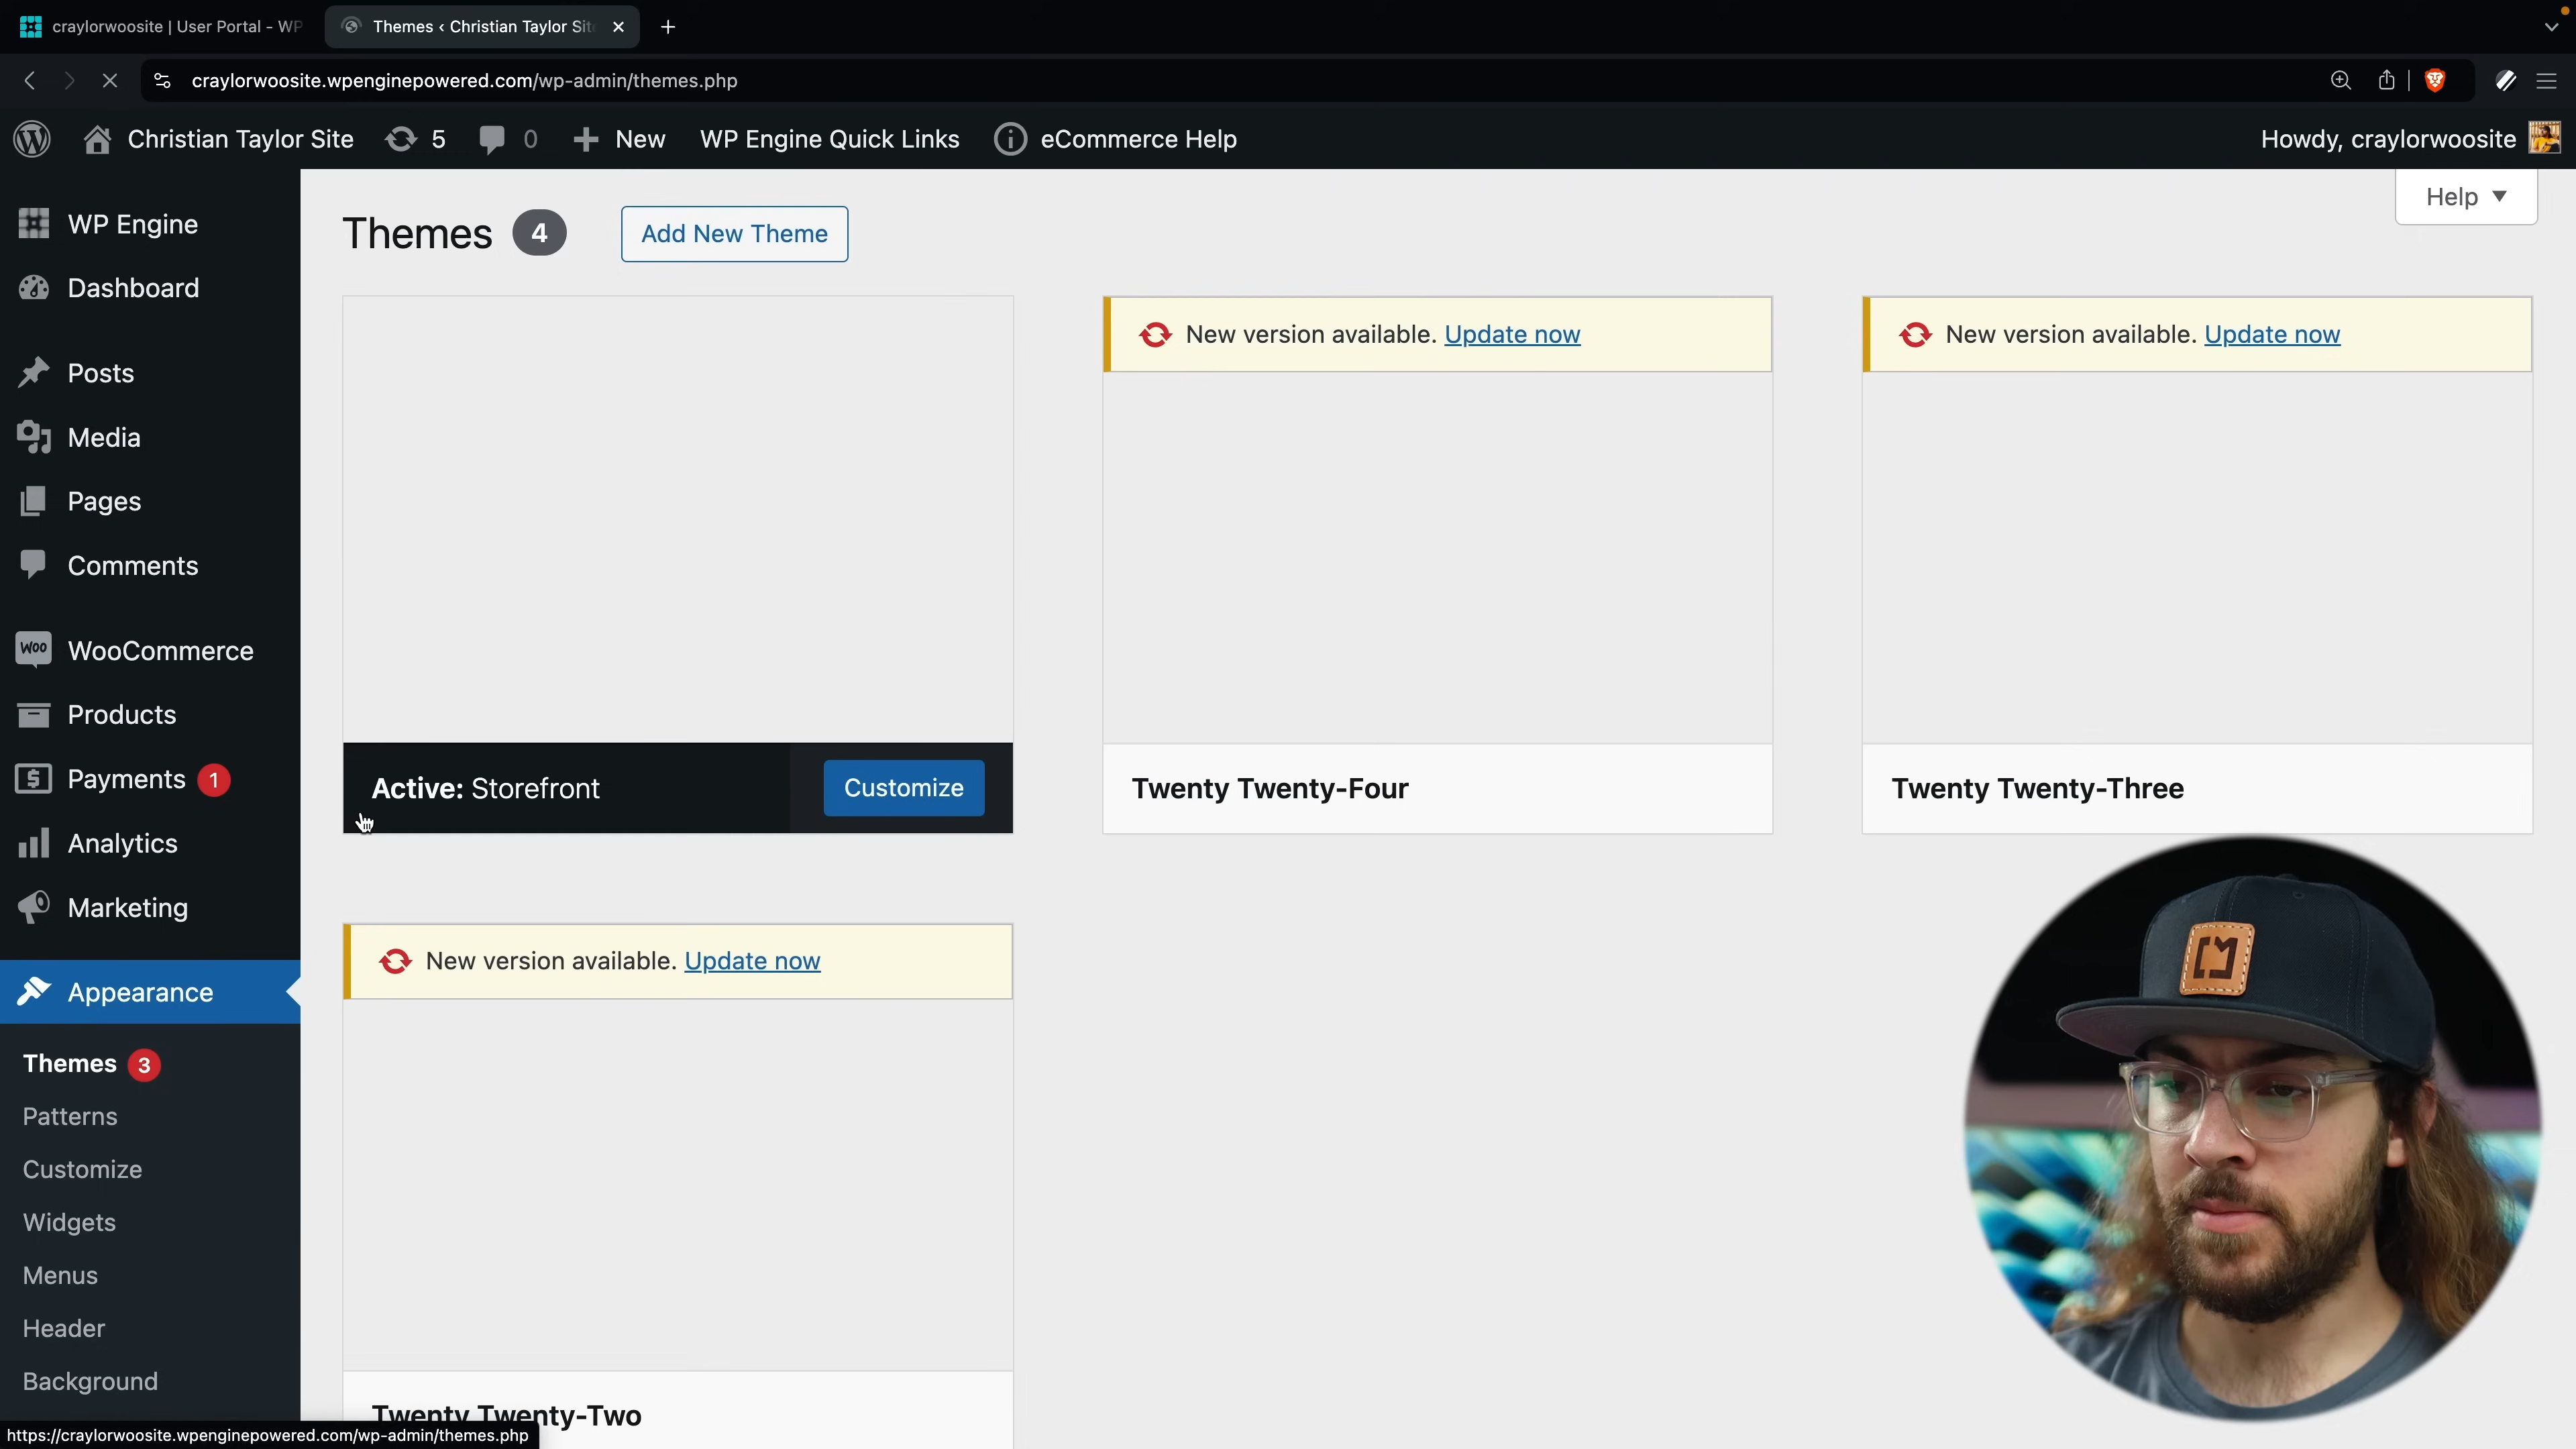 craylorwoosite | User Portal - WP
Themes ‹ Christian Taylor Site
craylorwoosite.wpenginepowered.com/wp-admin/themes.php
Christian Taylor Site
5
0
New
WP Engine Quick Links
eCommerce Help
Howdy, craylorwoosite
WP Engine
Dashboard
Posts
Media
Pages
Comments
Woo
WooCommerce
Products
Payments 1
Analytics
Marketing
Appearance
Themes 3
Patterns
Customize
Widgets
Menus
Header
Background
Help
Themes 4
Add New Theme
Active: Storefront
Customize
New version available. Update now
Twenty Twenty-Four
New version available. Update now
Twenty Twenty-Three
New version available. Update now
Twenty Twenty-Two
https://craylorwoosite.wpenginepowered.com/wp-admin/themes.php